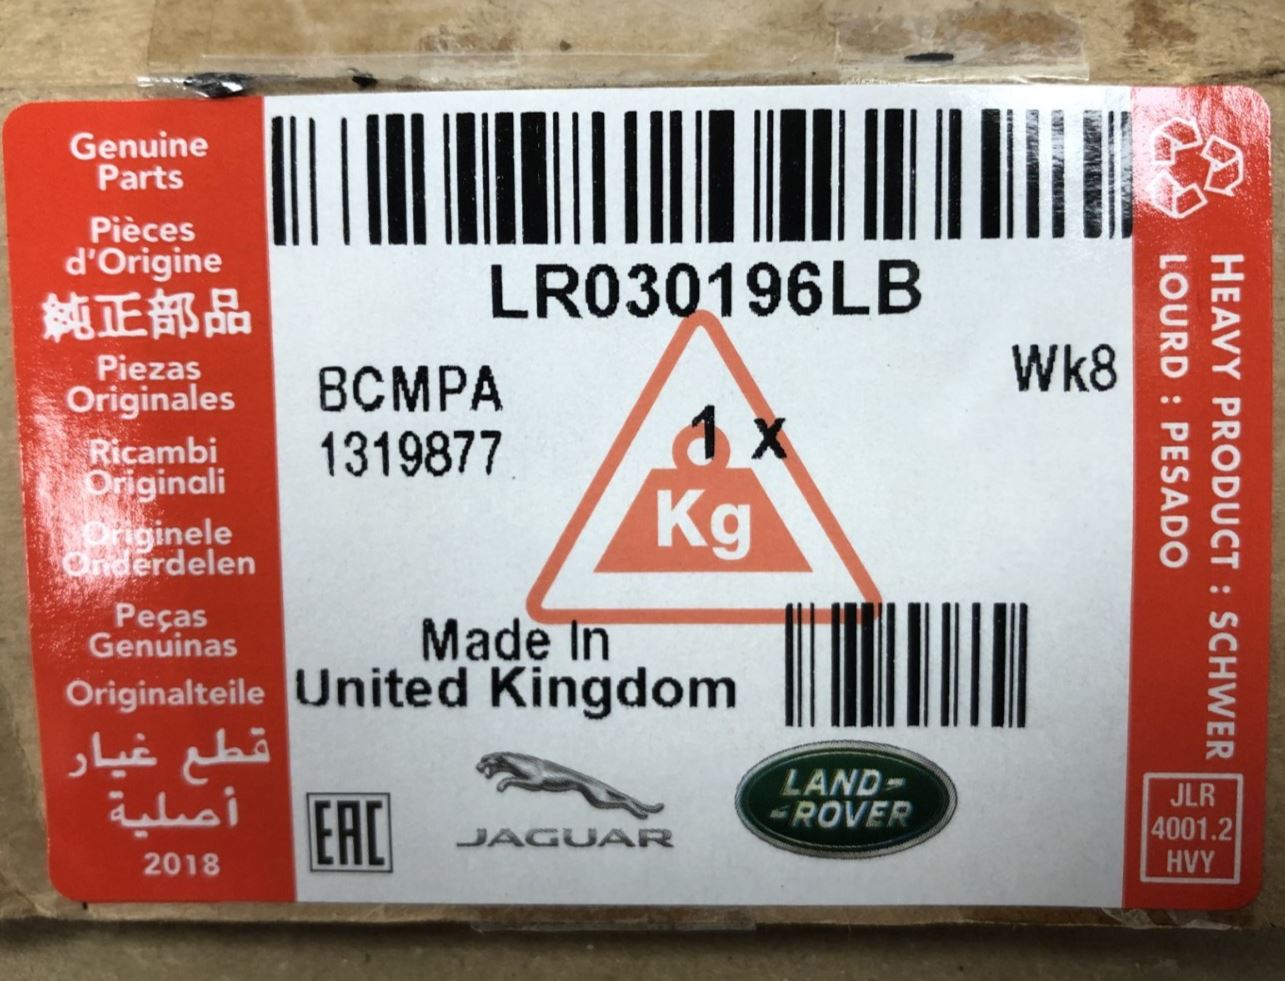 Genuine
Parts
Pièces
d'Origine
純正部品
Piezas
Originales
Ricambi
Originali
Originele
Onderdelen
Peças
Genuinas
Originalteile
قطع غيار
أصلية
2018
LR030196LB
BCMPA
1319877
Wk8
1 x
Kg
Made In
United Kingdom
EAC
JAGUAR
LAND-
-ROVER
HEAVY PRODUCT : SCHWER
LOURD : PESADO
JLR
4001.2
HVY